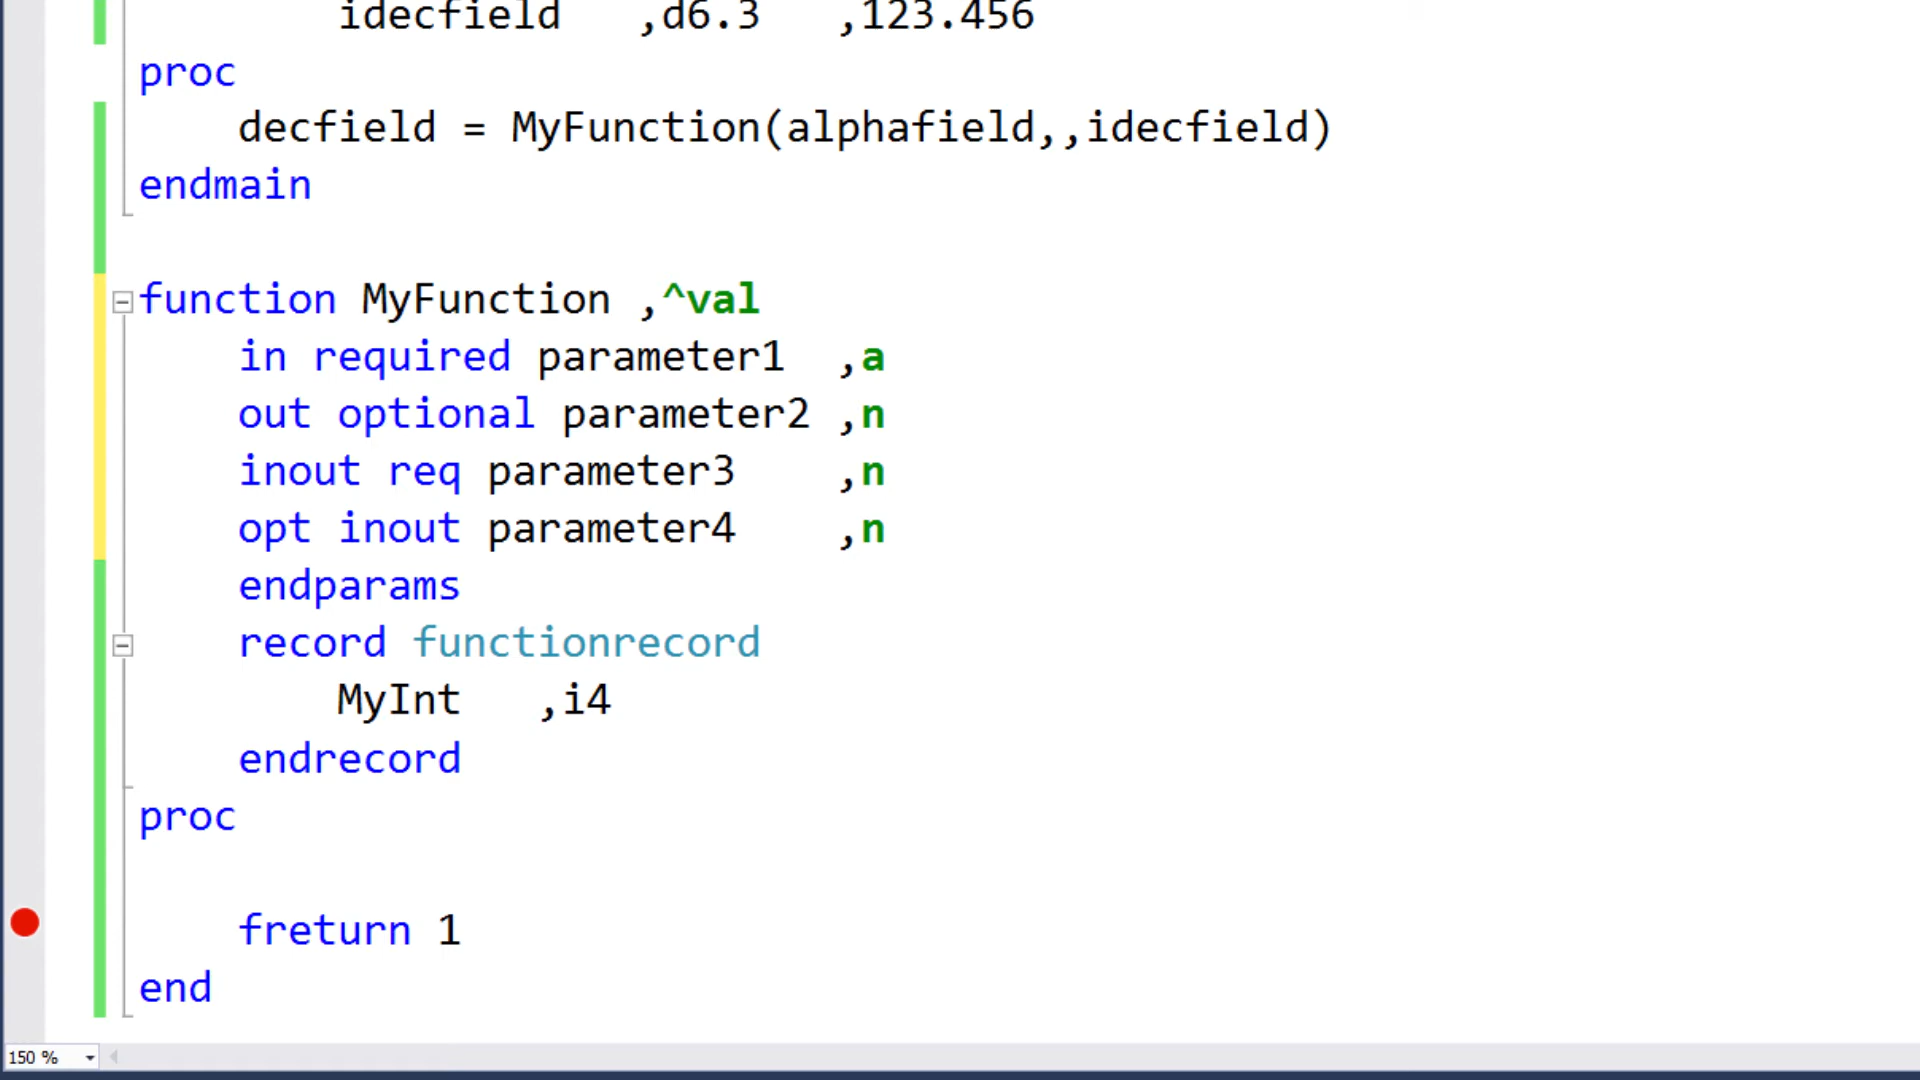 idecfield ,d6.3 ,123.456
proc
decfield = MyFunction(alphafield,,idecfield)
endmain
function MyFunction ,^val
in required parameter1 ,a
out optional parameter2 ,n
inout req parameter3 ,n
opt inout parameter4 ,n
endparams
record functionrecord
MyInt ,i4
endrecord
proc
freturn 1
end
150 %